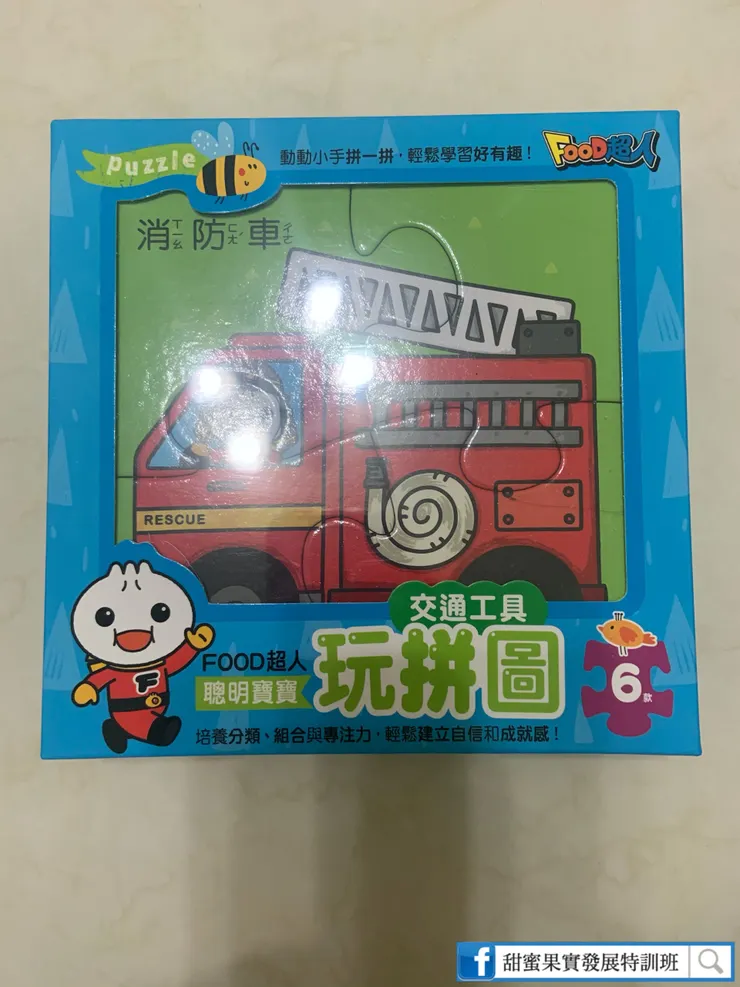 puzzle
動動小手拼一拼，輕鬆學習好有趣！
FOOD超人
消防車
ㄒㄧㄠ ㄈㄤˊ ㄔㄜ
RESCUE
交通工具
FOOD超人
聰明寶寶
玩拼圖
6款
F
培養分類、組合與專注力，輕鬆建立自信和成就感！
f 甜蜜果實發展特訓班